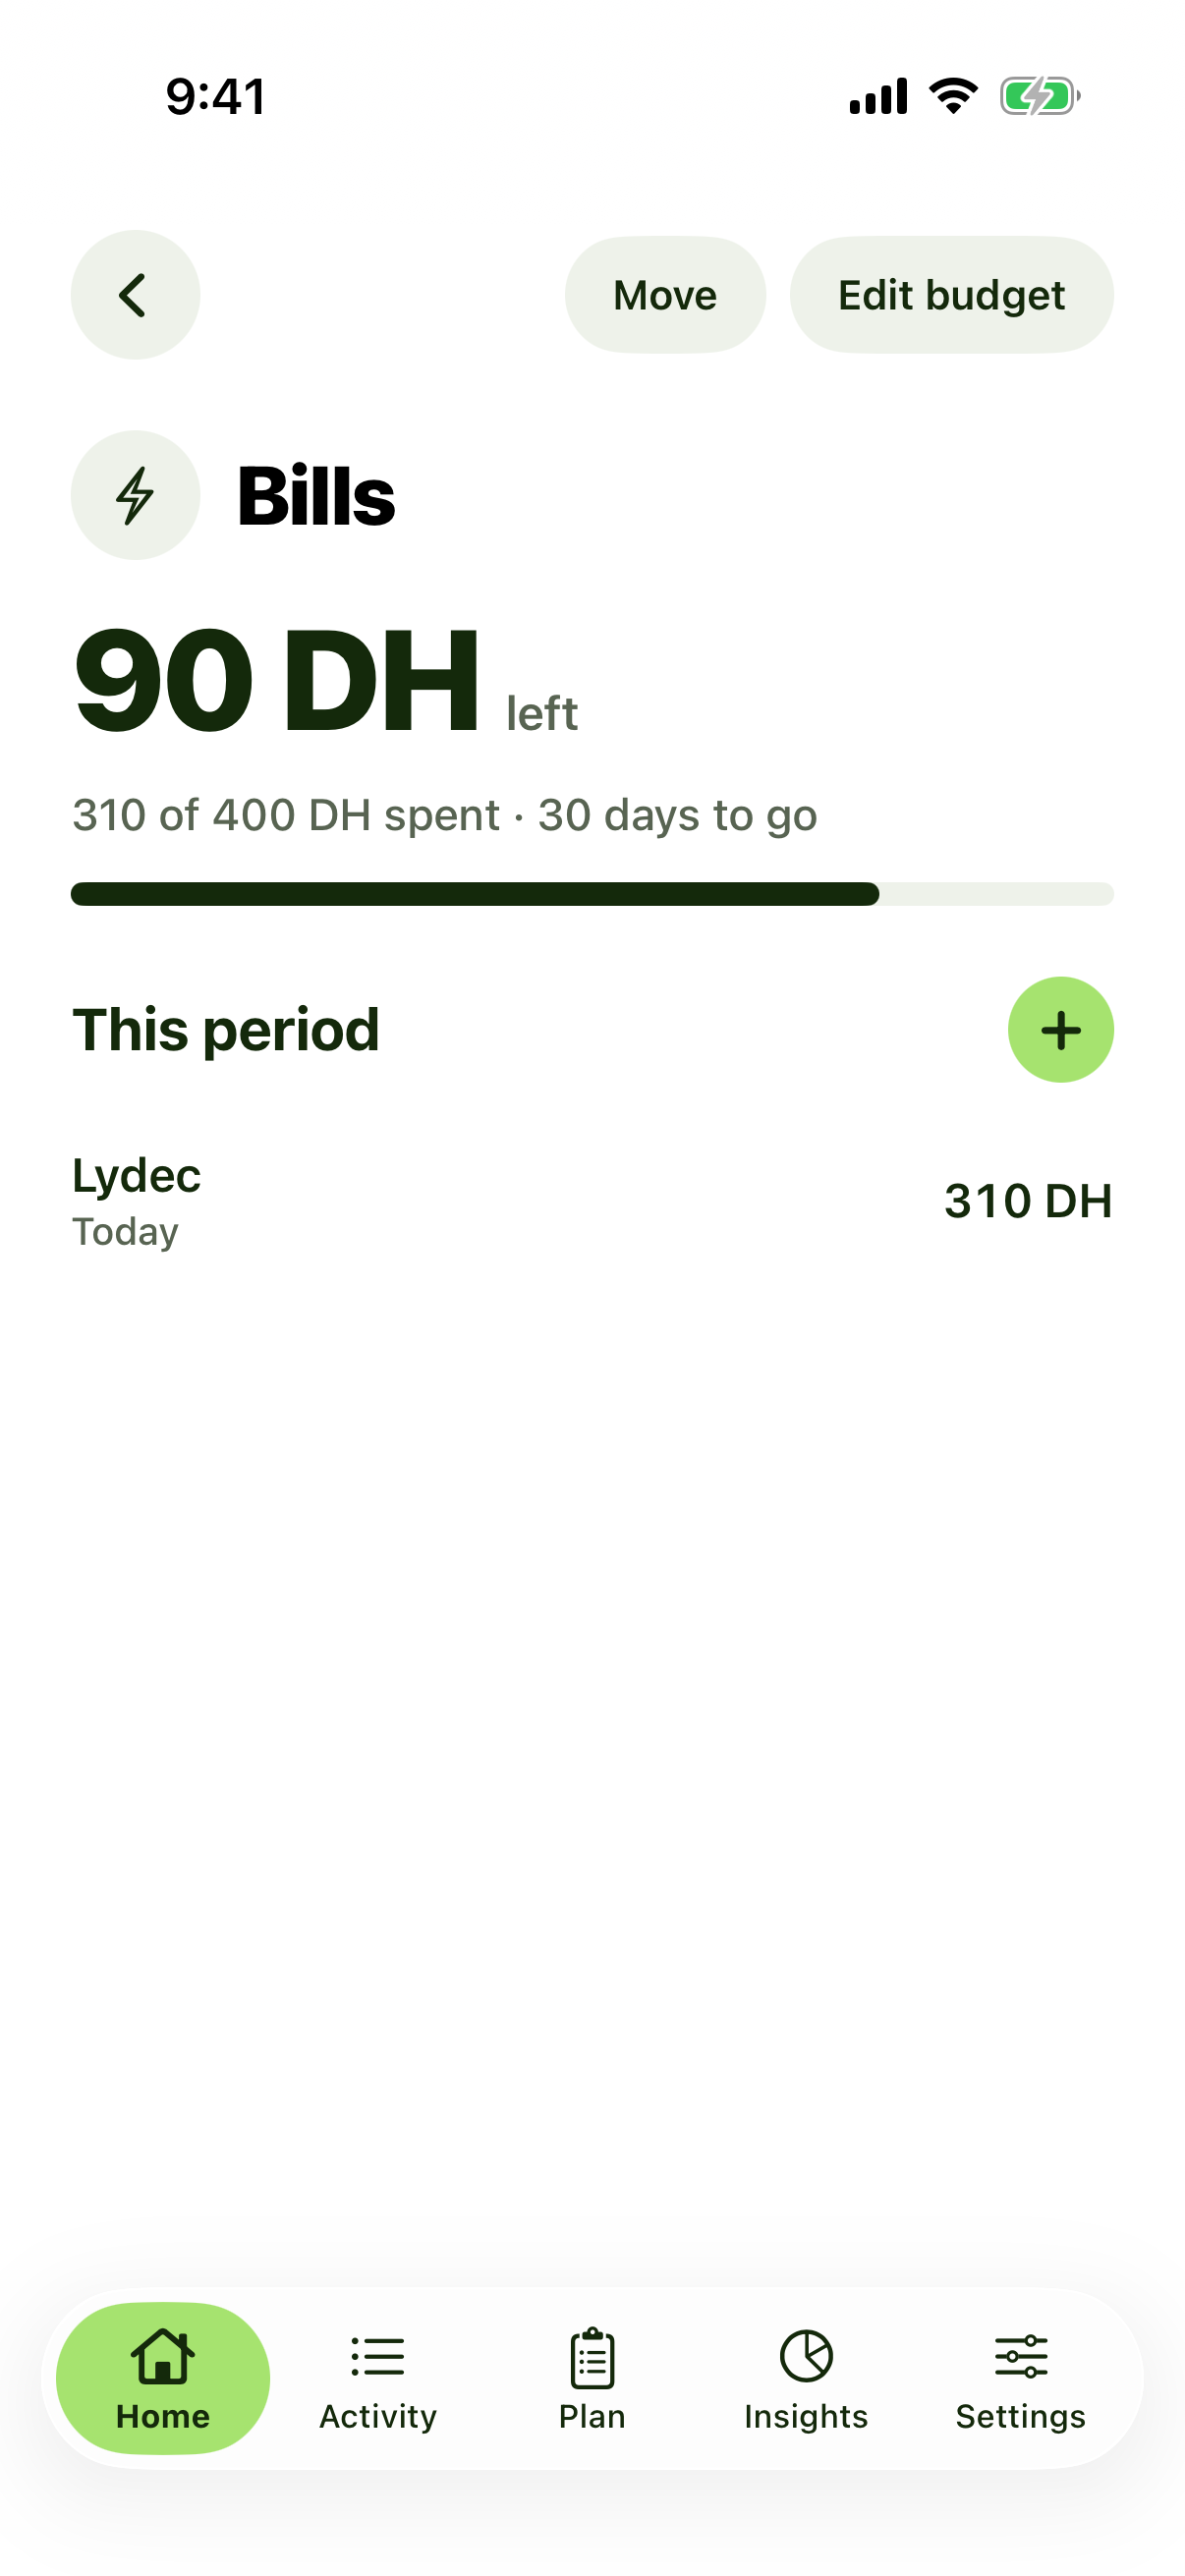 9:41
Move
Edit budget
Bills
90 DH left
310 of 400 DH spent · 30 days to go
This period
Lydec
Today
310 DH
Home
Activity
Plan
Insights
Settings